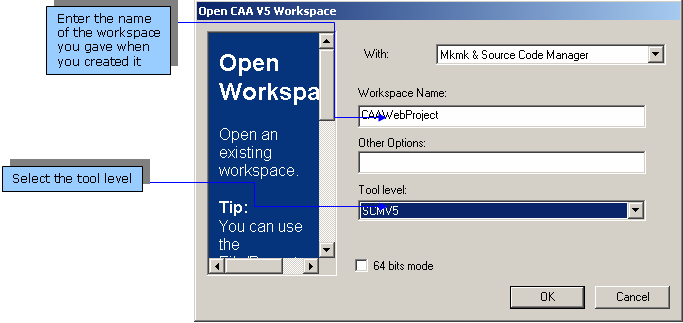 Open CAA V5 Workspace
Enter the name
of the workspace
you gave when
you created it
Open
Workspa
Open an
existing
workspace.
Tip:
You can use
the
With:
Mkmk & Source Code Manager
Workspace Name:
CAAWebProject
Other Options:
Select the tool level
Tool level:
SCMV5
64 bits mode
OK
Cancel